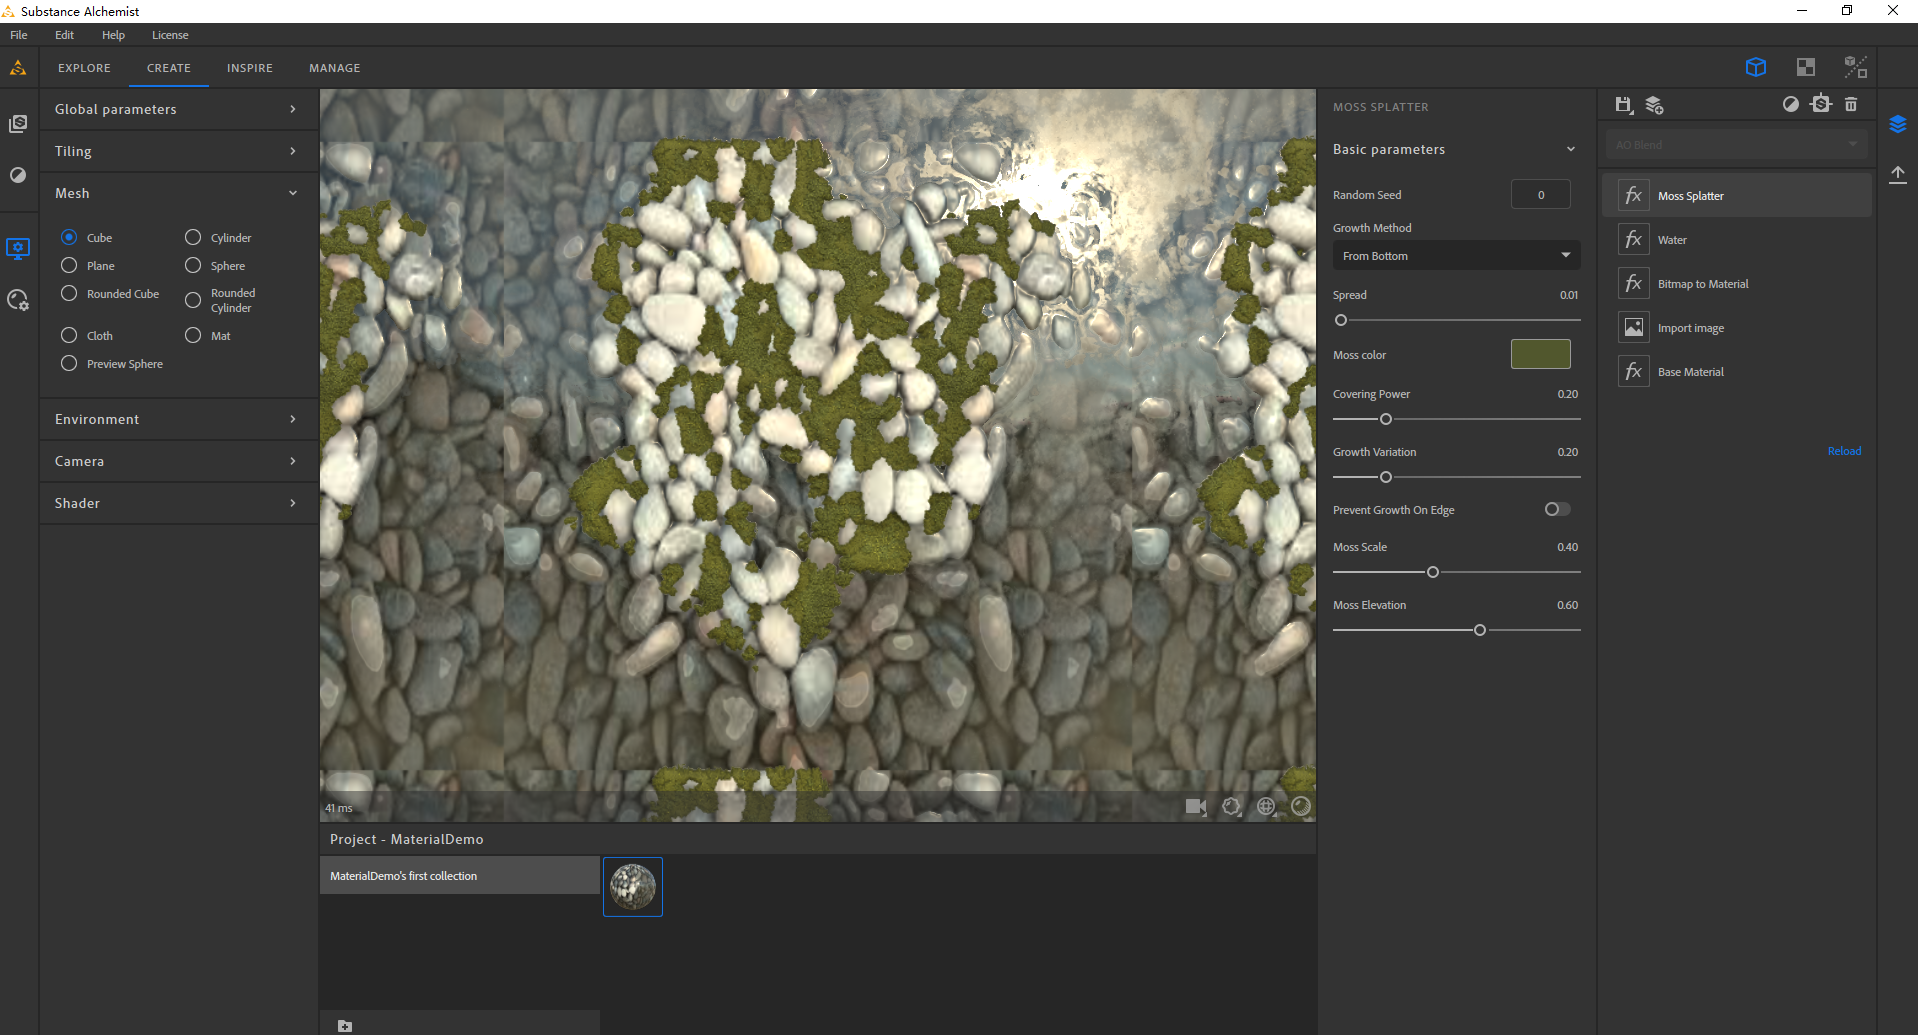 Substance Alchemist
File Edit Help License
EXPLORE CREATE INSPIRE MANAGE
Global parameters
Tiling
Mesh
Cube Cylinder
Plane Sphere
Rounded Cube Rounded Cylinder
Cloth Mat
Preview Sphere
Environment
Camera
Shader
41 ms
Project - MaterialDemo
MaterialDemo's first collection
MOSS SPLATTER
Basic parameters
Random Seed 0
Growth Method
From Bottom
Spread 0.01
Moss color
Covering Power 0.20
Growth Variation 0.20
Prevent Growth On Edge
Moss Scale 0.40
Moss Elevation 0.60
AO Blend
fx Moss Splatter
fx Water
fx Bitmap to Material
Import image
fx Base Material
Reload